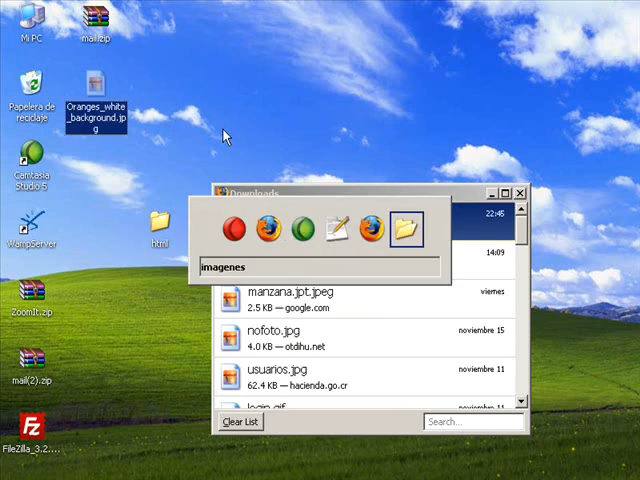 Mi PC
mail.zip
Papelera de
reciclaje
Oranges_white
_background.jp
g
Camtasia
Studio 5
WampServer
html
ZoomIt.zip
mail(2).zip
FileZilla_3.2....
Downloads
22:45
14:09
imagenes
manzana.jpt.jpeg
viernes
2.5 KB — google.com
nofoto.jpg
noviembre 15
4.0 KB — otdihu.net
usuarios.jpg
noviembre 11
62.4 KB — hacienda.go.cr
login.gif
noviembre 11
Clear List
Search...